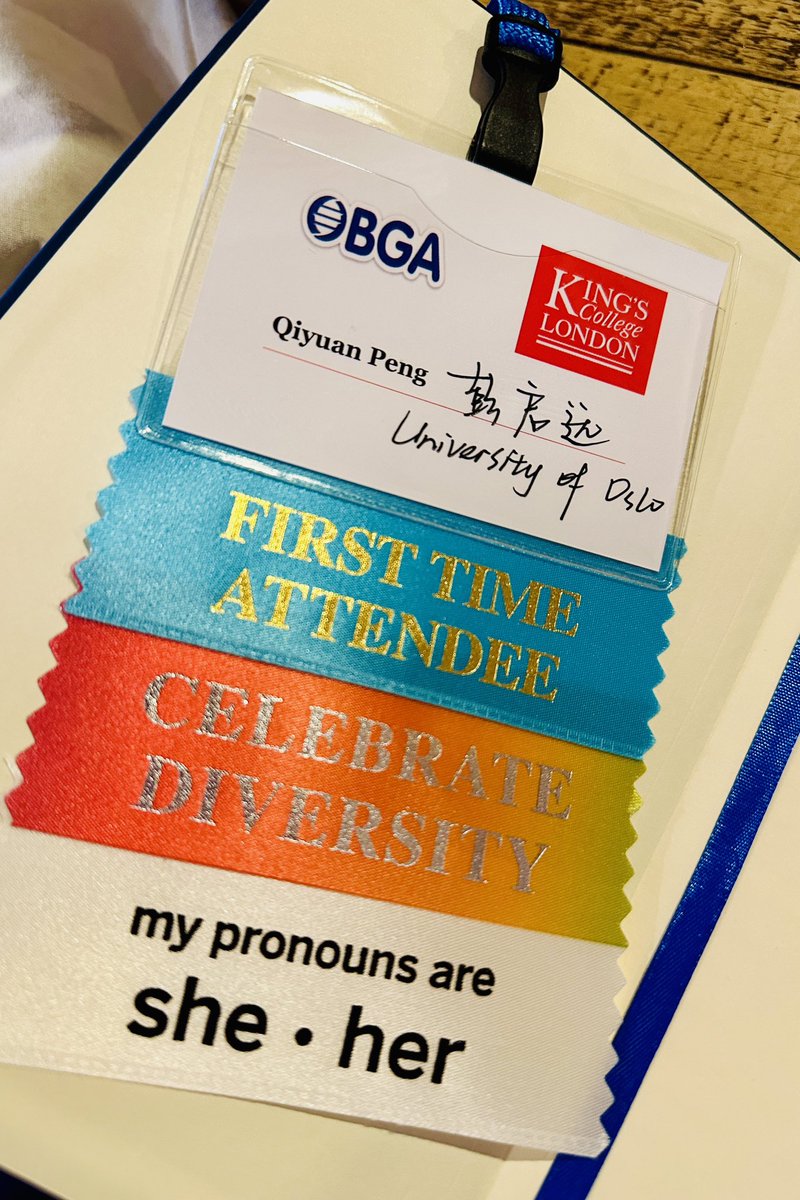 BGA
KING'S
College
LONDON
Qiyuan Peng 彭启远
University of Oslo
FIRST TIME
ATTENDEE
CELEBRATE
DIVERSITY
my pronouns are
she • her